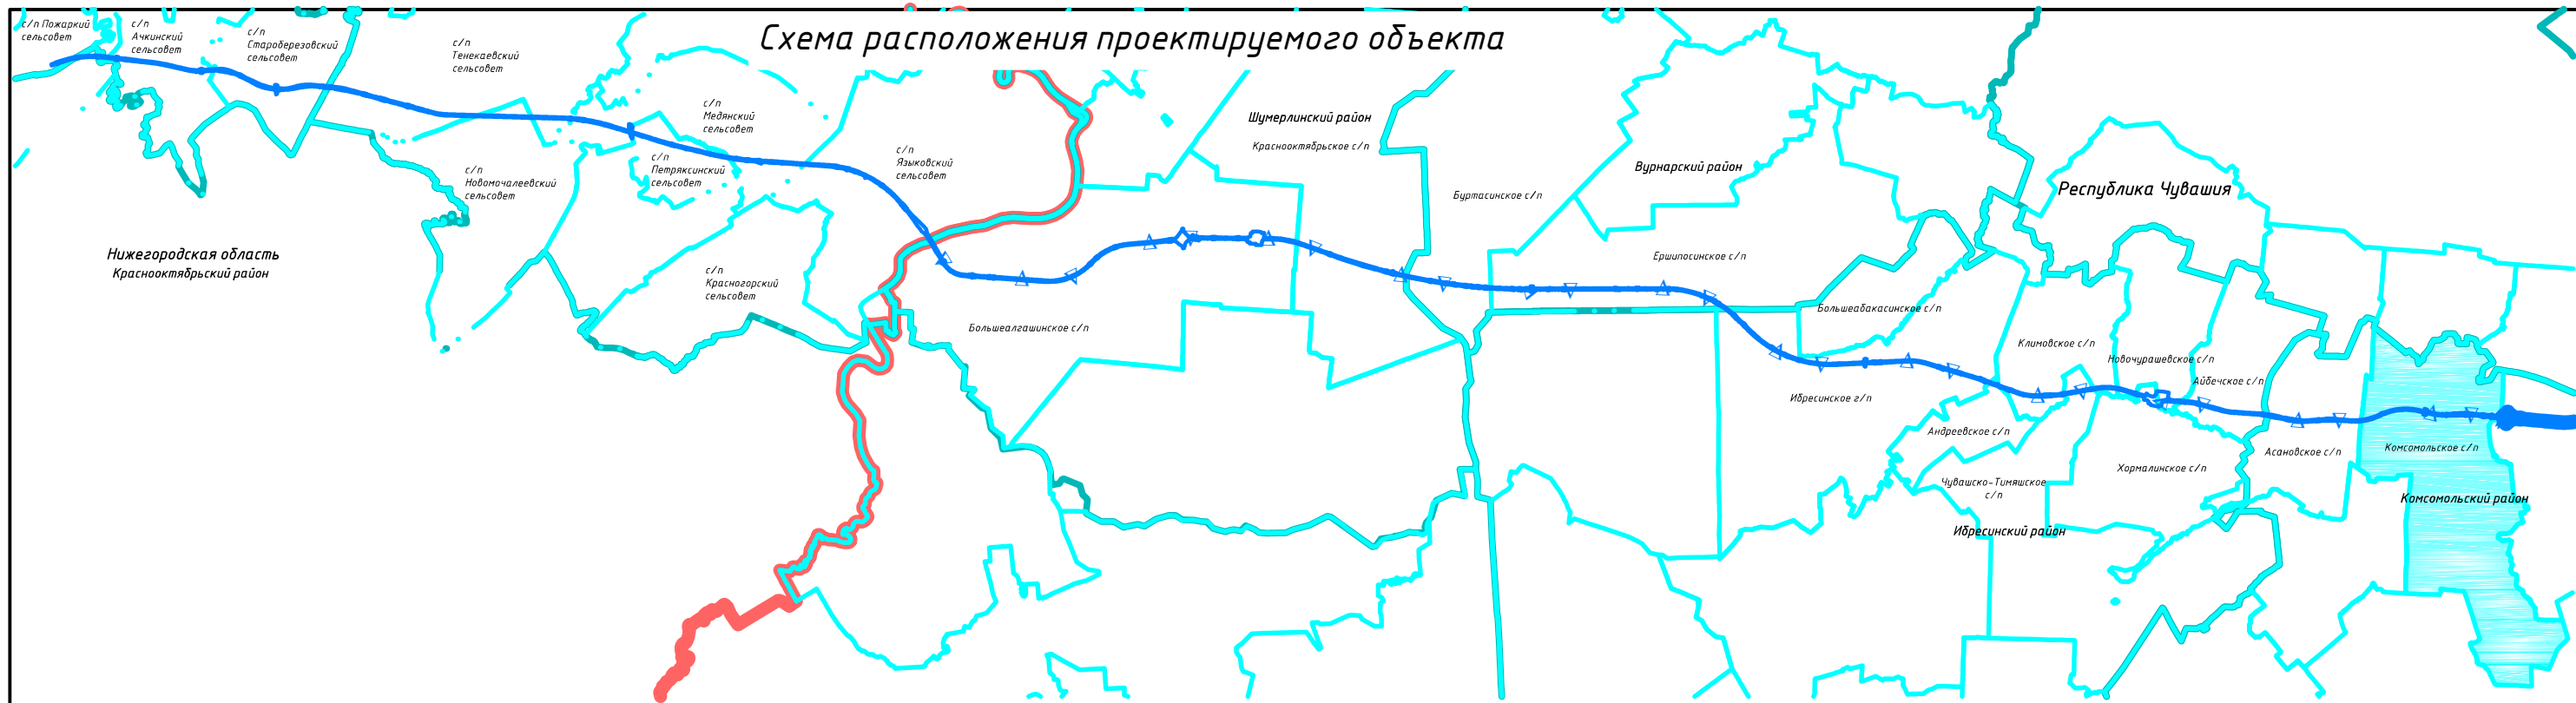 Схема расположения проектируемого объекта
с/п Пожаркий
сельсовет
с/п
Ачкинский
сельсовет
с/п
Староберезовский
сельсовет
с/п
Тенекаевский
сельсовет
с/п
Медянский
сельсовет
с/п
Петряксинский
сельсовет
с/п
Новомочалеевский
сельсовет
с/п
Языковский
сельсовет
Нижегородская область
Краснооктябрьский район
с/п
Красногорский
сельсовет
Большеалгашинское с/п
Шумерлинский район
Краснооктябрьское с/п
Буртасинское с/п
Вурнарский район
Ершипосинское с/п
Республика Чувашия
Большеабакасинское с/п
Климовское с/п
Новочурашевское с/п
Айбечское с/п
Ибресинское г/п
Андреевское с/п
Чувашско-Тимяшское
с/п
Хормалинское с/п
Асановское с/п
Комсомольское с/п
Комсомольский район
Ибресинский район